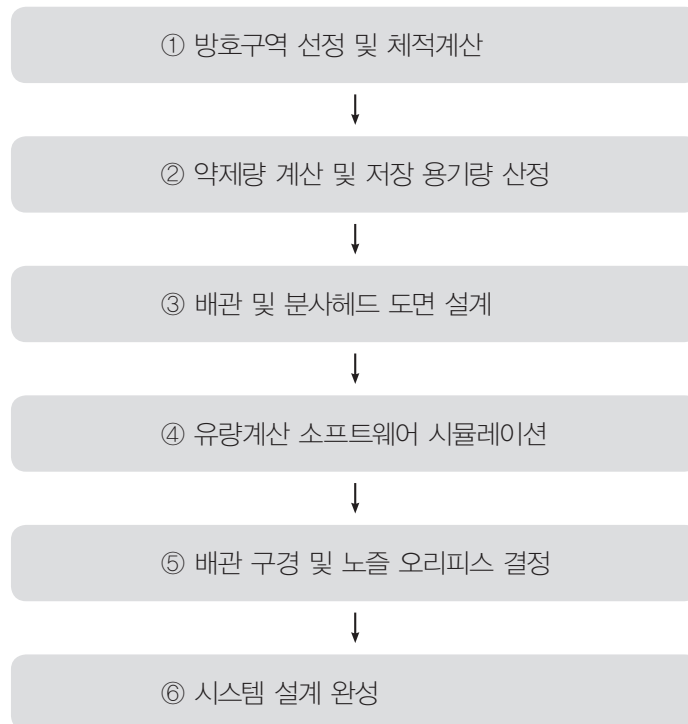 ① 방호구역 선정 및 체적계산
② 약제량 계산 및 저장 용기량 산정
③ 배관 및 분사헤드 도면 설계
④ 유량계산 소프트웨어 시뮬레이션
⑤ 배관 구경 및 노즐 오리피스 결정
⑥ 시스템 설계 완성